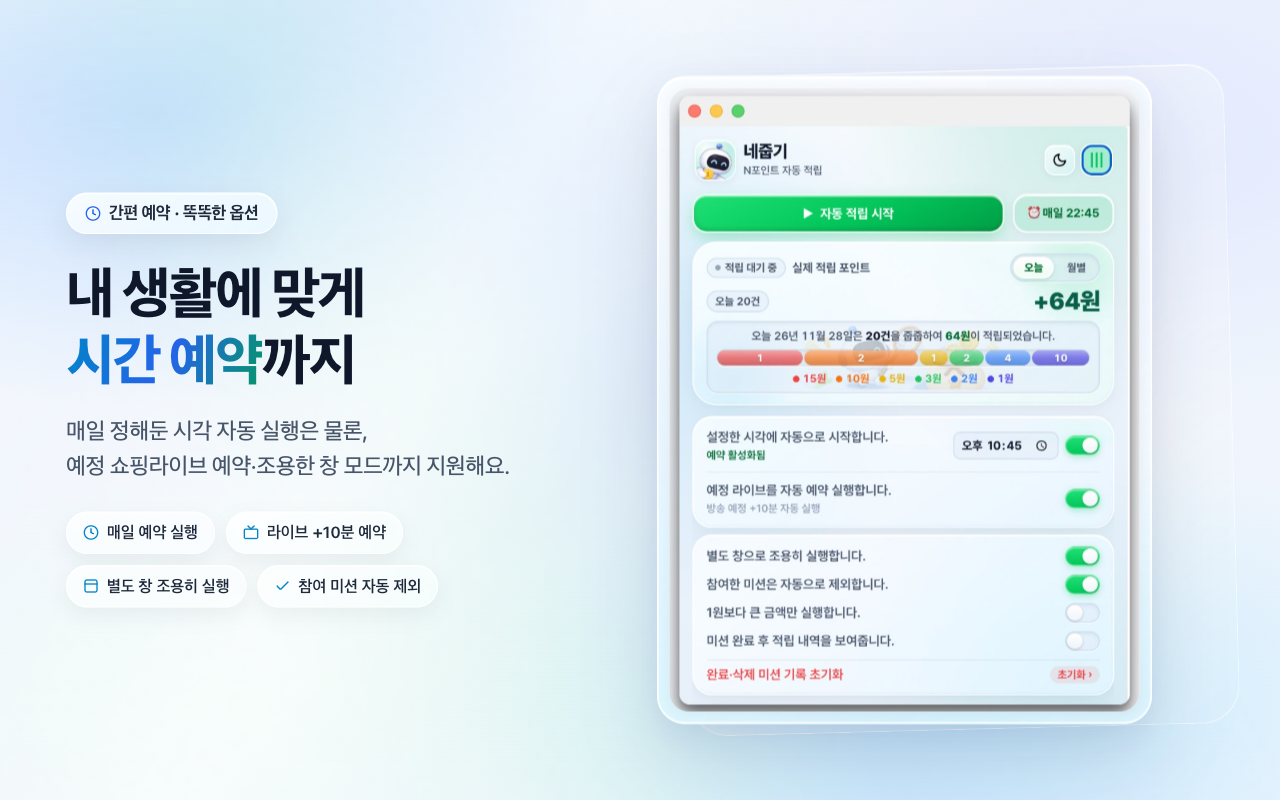 간편 예약 · 똑똑한 옵션
내 생활에 맞게
시간 예약까지
매일 정해둔 시각 자동 실행은 물론,
예정 쇼핑라이브 예약·조용한 창 모드까지 지원해요.
매일 예약 실행
라이브 +10분 예약
별도 창 조용히 실행
참여 미션 자동 제외
네줍기
N포인트 자동 적립
▶ 자동 적립 시작
⏰매일 22:45
적립 대기 중
실제 적립 포인트
오늘
월별
오늘 20건
+64원
오늘 26년 11월 28일은 20건을 줍줍하여 64원이 적립되었습니다.
1
2
1
2
4
10
15원
10원
5원
3원
2원
1원
설정한 시각에 자동으로 시작합니다.
예약 활성화됨
오후 10:45
예정 라이브를 자동 예약 실행합니다.
방송 예정 +10분 자동 실행
별도 창으로 조용히 실행합니다.
참여한 미션은 자동으로 제외합니다.
1원보다 큰 금액만 실행합니다.
미션 완료 후 적립 내역을 보여줍니다.
완료·삭제 미션 기록 초기화
초기화 ›